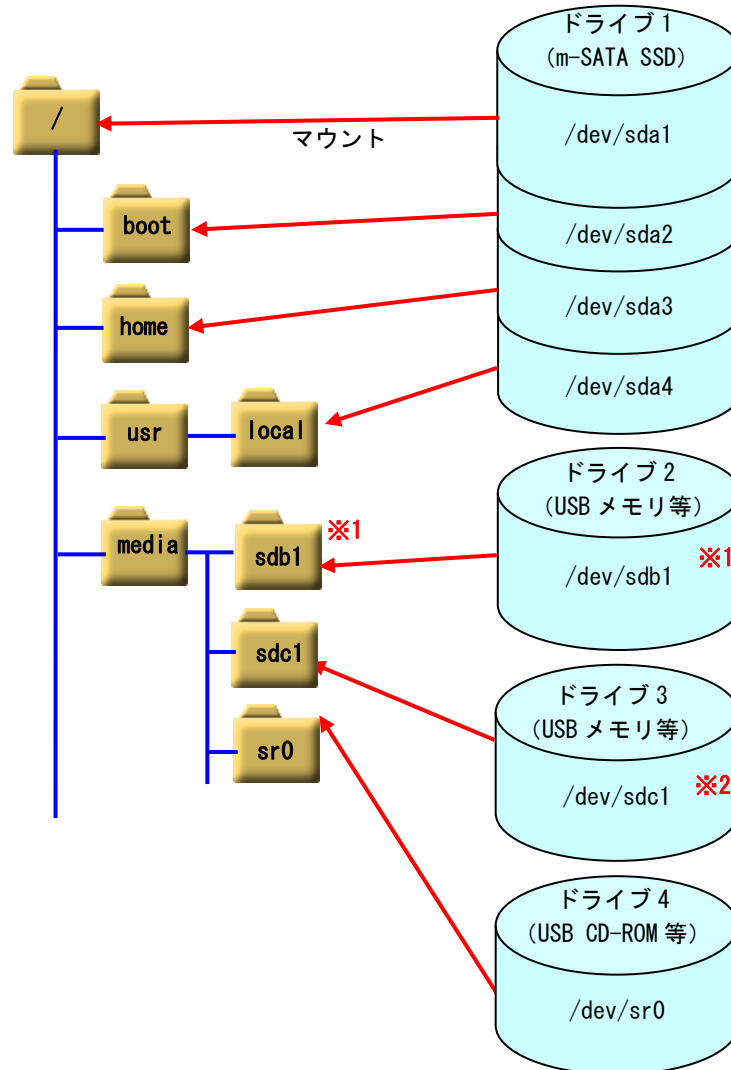 ドライブ1
(m-SATA SSD)
/
マウント
/dev/sda1
boot
/dev/sda2
home
/dev/sda3
usr
local
/dev/sda4
ドライブ2
(USBメモリ等)
media
sdb1
※1
/dev/sdb1
※1
sdc1
ドライブ3
(USBメモリ等)
sr0
/dev/sdc1
※2
ドライブ4
(USB CD-ROM等)
/dev/sr0